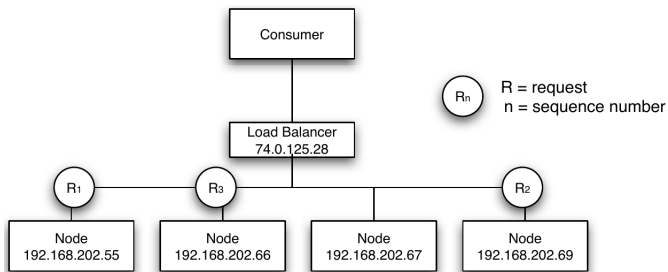 Consumer
Rn
R = request
n = sequence number
Load Balancer
74.0.125.28
R1
R3
R2
Node
192.168.202.55
Node
192.168.202.66
Node
192.168.202.67
Node
192.168.202.69